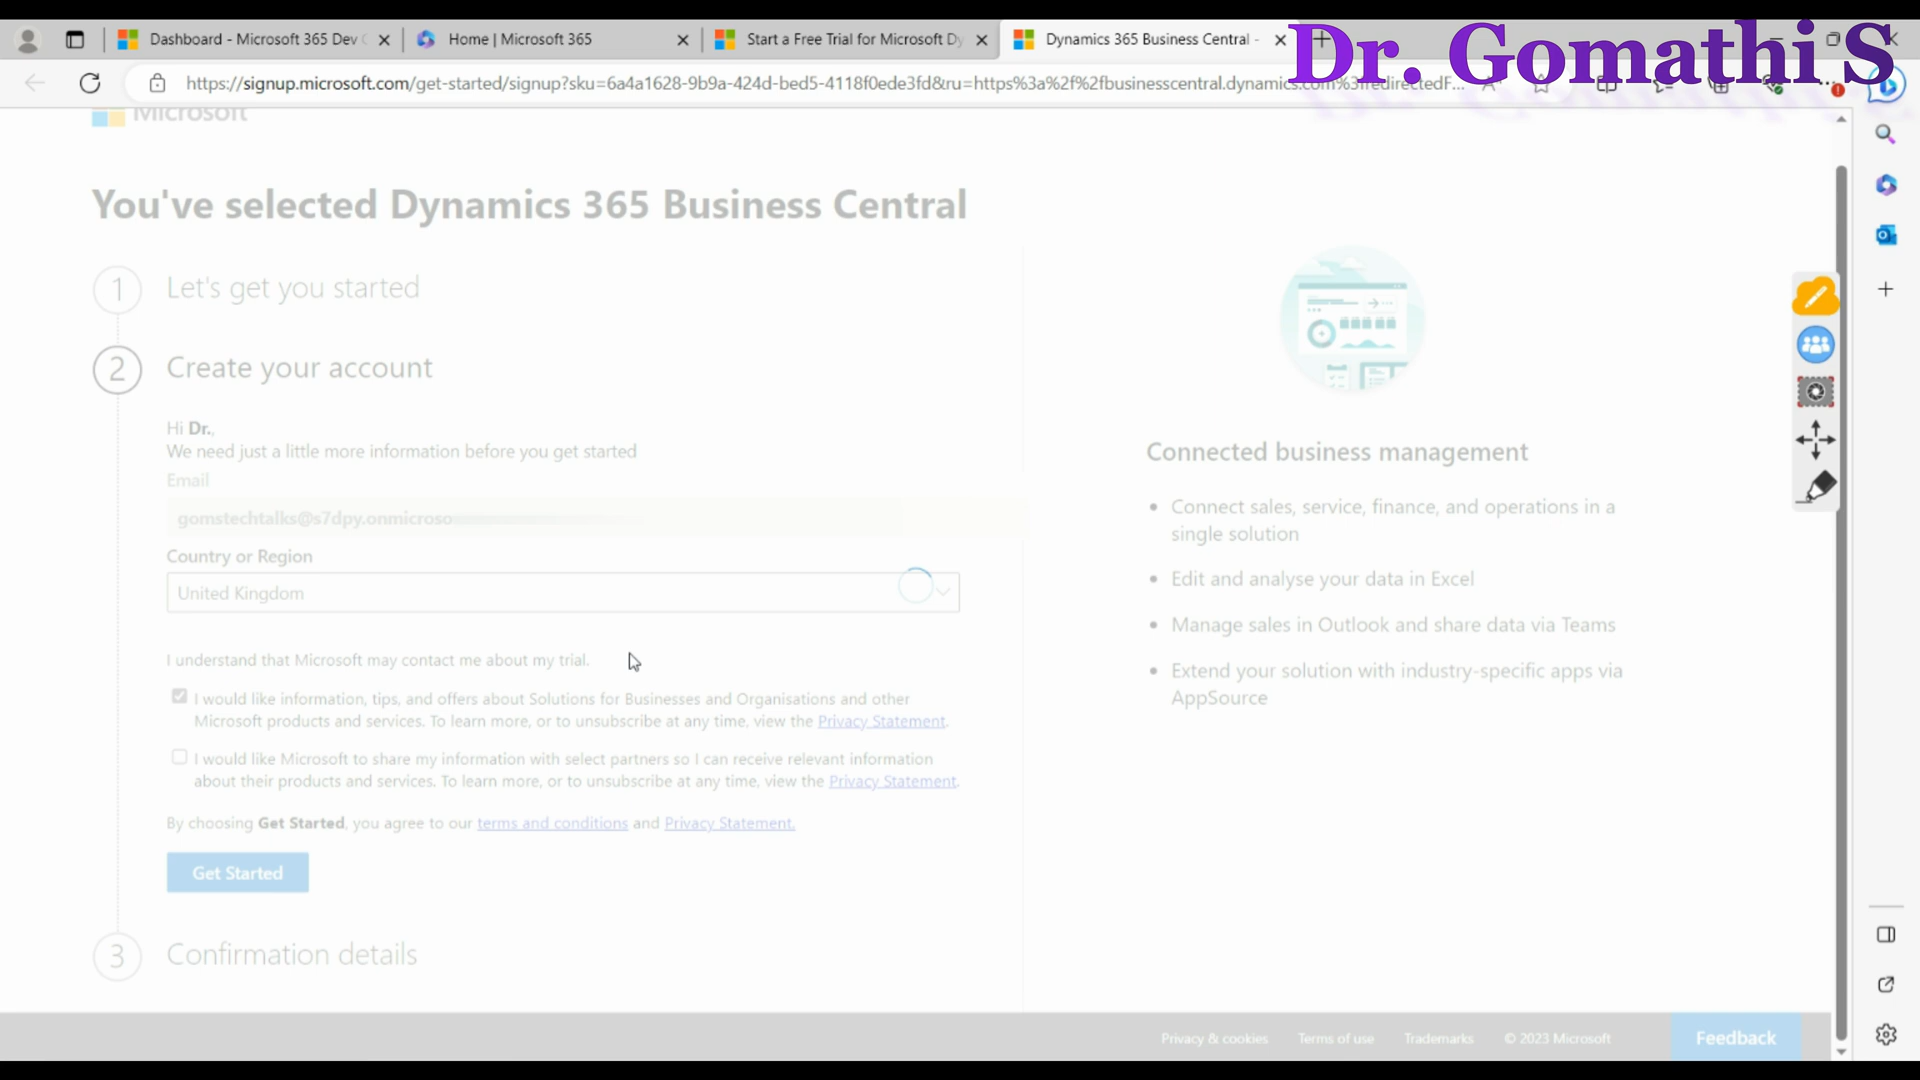 Dashboard - Microsoft 365 Dev C
Home | Microsoft 365
Start a Free Trial for Microsoft Dy
Dynamics 365 Business Central -
Dr. Gomathi S
https://signup.microsoft.com/get-started/signup?sku=6a4a1628-9b9a-424d-bed5-4118f0ede3fd&ru=https%3a%2f%2fbusinesscentral.dynamics.com%3fredirectedF...
Microsoft
You've selected Dynamics 365 Business Central
1
Let's get you started
2
Create your account
Hi Dr.,
We need just a little more information before you get started
Email
gomstechtalks@s7dpy.onmicroso
Country or Region
United Kingdom
I understand that Microsoft may contact me about my trial.
I would like information, tips, and offers about Solutions for Businesses and Organisations and other
Microsoft products and services. To learn more, or to unsubscribe at any time, view the Privacy Statement.
I would like Microsoft to share my information with select partners so I can receive relevant information
about their products and services. To learn more, or to unsubscribe at any time, view the Privacy Statement.
By choosing Get Started, you agree to our terms and conditions and Privacy Statement.
Get Started
3
Confirmation details
Connected business management
• Connect sales, service, finance, and operations in a
single solution
• Edit and analyse your data in Excel
• Manage sales in Outlook and share data via Teams
• Extend your solution with industry-specific apps via
AppSource
Privacy & cookies
Terms of use
Trademarks
© 2023 Microsoft
Feedback